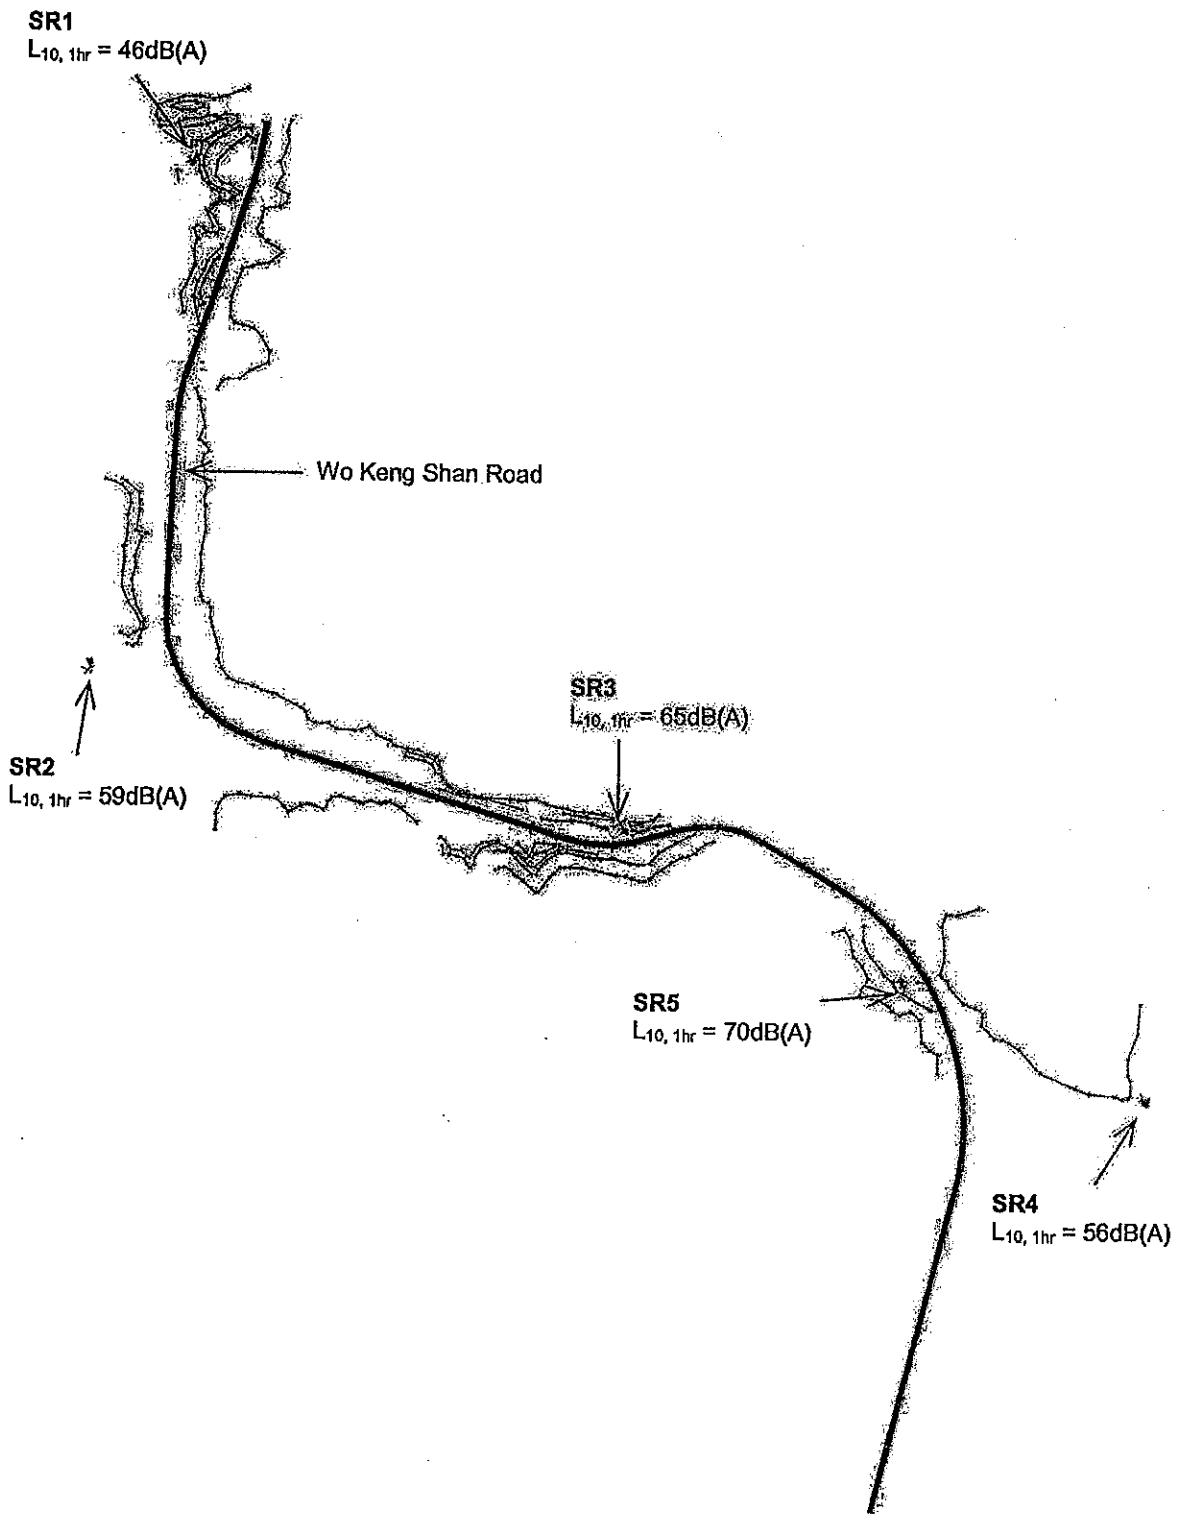 SR1
L10, 1hr = 46dB(A)
Wo Keng Shan Road
SR3
L10, 1hr = 65dB(A)
SR2
L10, 1hr = 59dB(A)
SR5
L10, 1hr = 70dB(A)
SR4
L10, 1hr = 56dB(A)